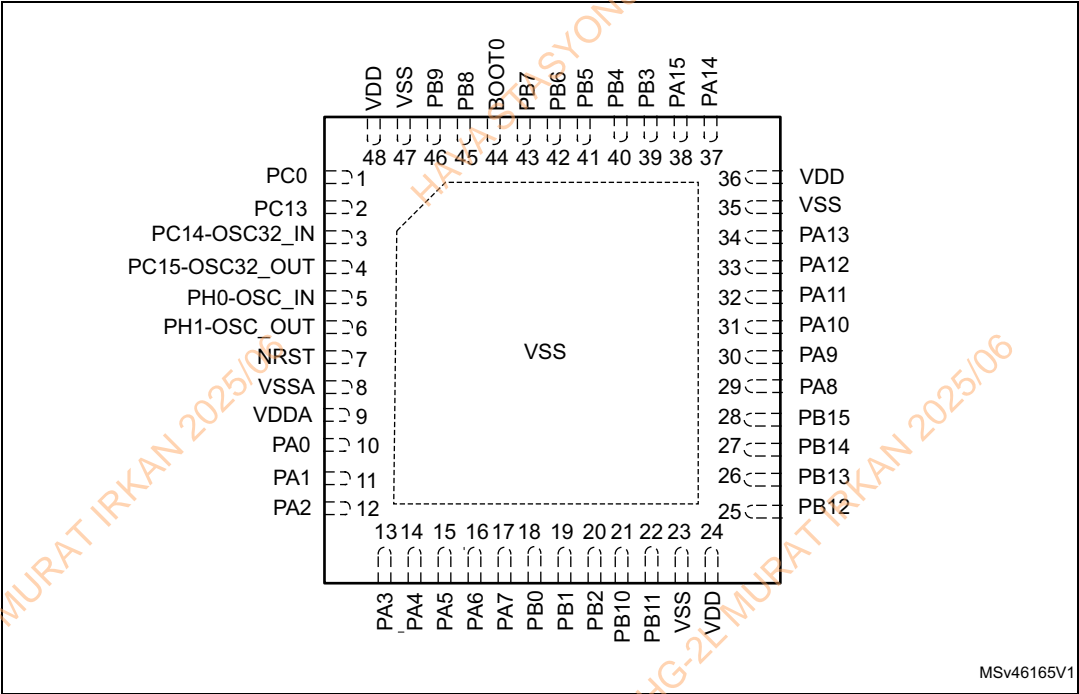 HAVA STASYONU
VDD
VSS
PB9
PB8
BOOT0
PB7
PB6
PB5
PB4
PB3
PA15
PA14
48 47 46 45 44 43 42 41 40 39 38 37
PC0 1
PC13 2
PC14-OSC32_IN 3
PC15-OSC32_OUT 4
PH0-OSC_IN 5
PH1-OSC_OUT 6
NRST 7
VSSA 8
VDDA 9
PA0 10
PA1 11
PA2 12
VSS
36 VDD
35 VSS
34 PA13
33 PA12
32 PA11
31 PA10
30 PA9
29 PA8
28 PB15
27 PB14
26 PB13
25 PB12
13 14 15 16 17 18 19 20 21 22 23 24
PA3
PA4
PA5
PA6
PA7
PB0
PB1
PB2
PB10
PB11
VSS
VDD
MURAT IRKAN 2025/06
HG-2L MURAT IRKAN 2025/06
MSv46165V1